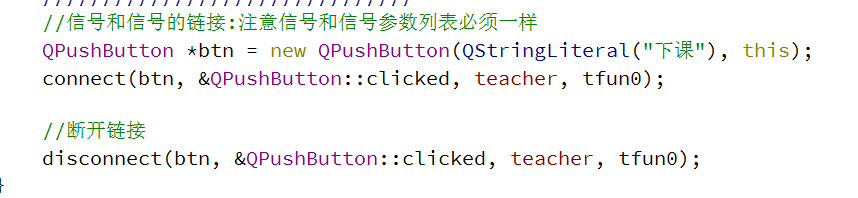 //////////////////////////////
//信号和信号的链接:注意信号和信号参数列表必须一样
QPushButton *btn = new QPushButton(QStringLiteral("下课"), this);
connect(btn, &QPushButton::clicked, teacher, tfun0);
//断开链接
disconnect(btn, &QPushButton::clicked, teacher, tfun0);
}